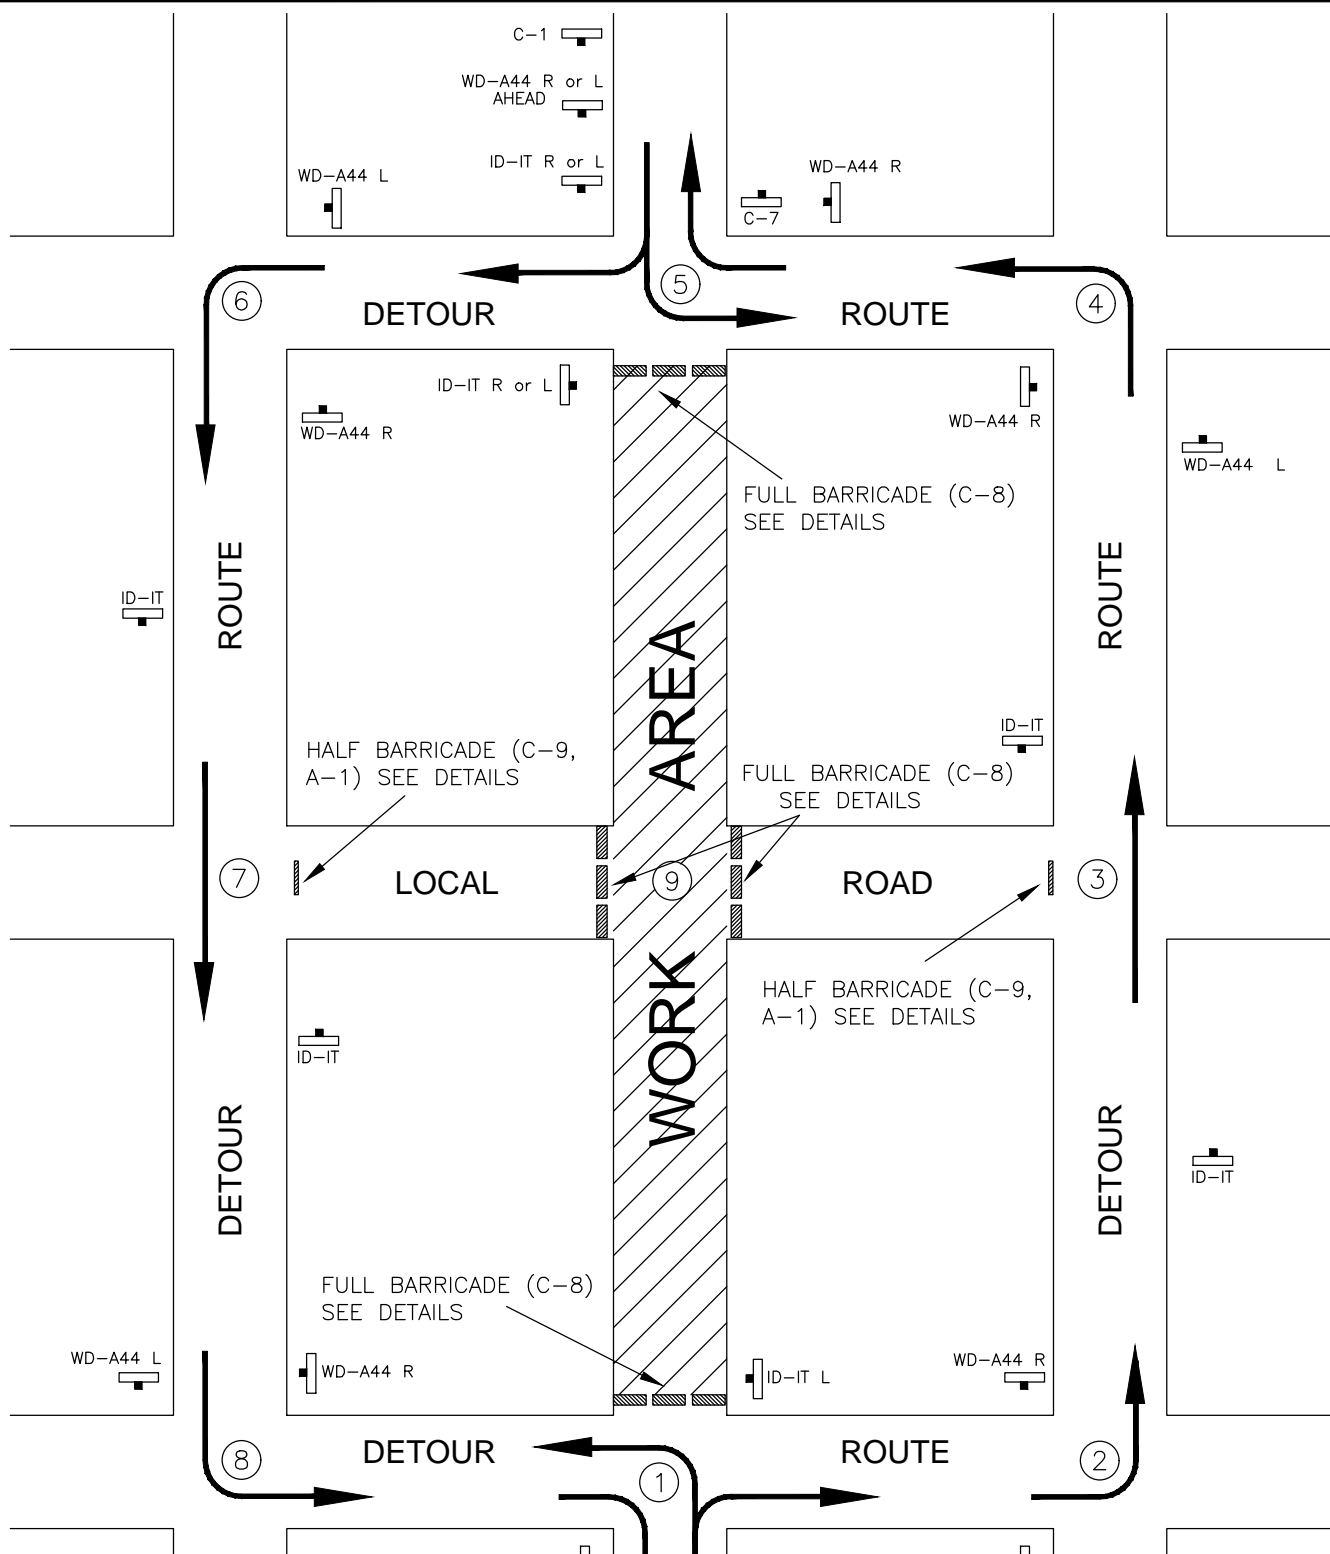 C-1
WD-A44 R or L
AHEAD
ID-IT R or L
WD-A44 L
WD-A44 R
C-7
6
5
4
DETOUR
ROUTE
ID-IT R or L
WD-A44 R
WD-A44 R
WD-A44 L
FULL BARRICADE (C-8)
SEE DETAILS
ROUTE
ROUTE
ID-IT
AREA
ID-IT
HALF BARRICADE (C-9,
A-1) SEE DETAILS
FULL BARRICADE (C-8)
SEE DETAILS
7
LOCAL
9
ROAD
3
WORK
HALF BARRICADE (C-9,
A-1) SEE DETAILS
ID-IT
DETOUR
DETOUR
ID-IT
FULL BARRICADE (C-8)
SEE DETAILS
WD-A44 L
WD-A44 R
ID-IT L
WD-A44 R
8
DETOUR
1
ROUTE
2